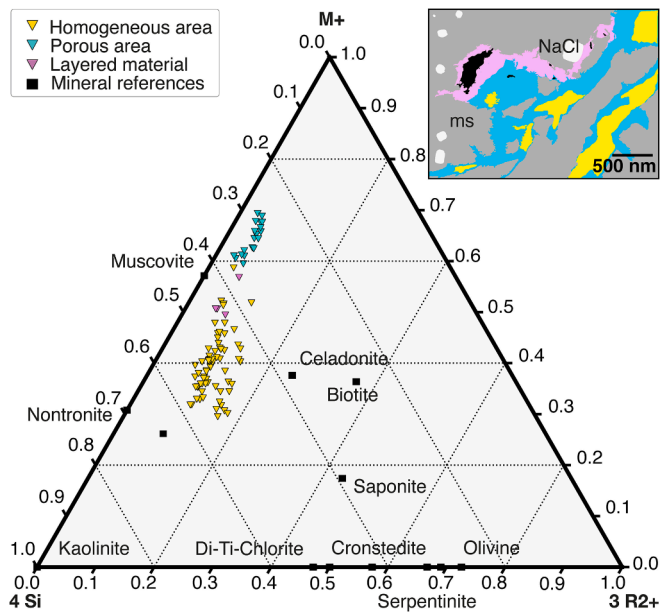 Homogeneous area
Porous area
Layered material
Mineral references
M+
0.0 1.0
0.1 0.9
0.2 0.8
0.3 0.7
0.4 0.6
0.5 0.5
0.6 0.4
0.7 0.3
0.8 0.2
0.9 0.1
1.0 0.0
NaCl
ms
500 nm
Muscovite
Celadonite
Biotite
Nontronite
Saponite
Kaolinite Di-Ti-Chlorite Cronstedite Olivine
0.0 0.1 0.2 0.3 0.4 0.5 0.6 0.7 0.8 0.9 1.0
4 Si Serpentinite 3 R2+